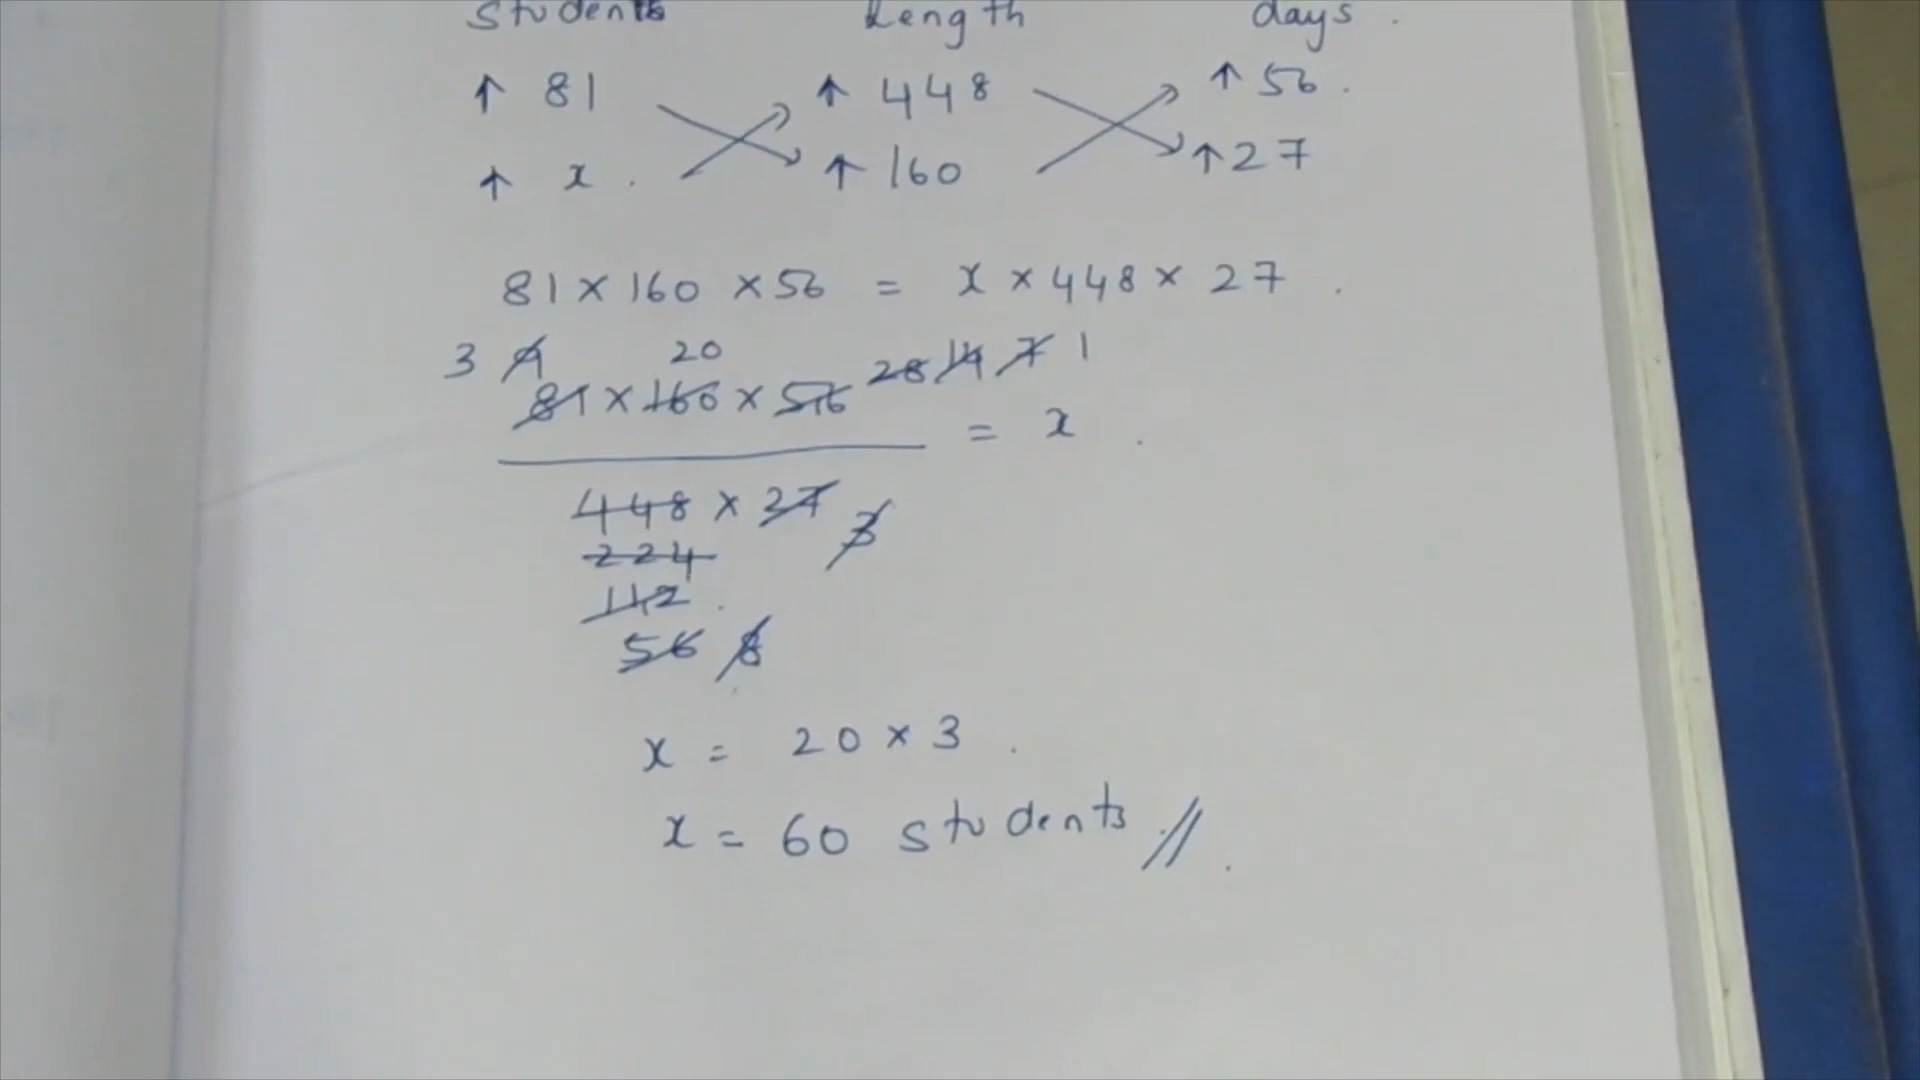 Students Length days.
↑ 81 ↑ 448 ↑ 56.
↑ x. ↑ 160 ↑ 27
81 × 160 × 56 = x × 448 × 27.
3 9 20 28 14 7 1
81 × 160 × 56 = x.
448 × 27 3
224
112.
56 8
x = 20 × 3.
x = 60 students //.